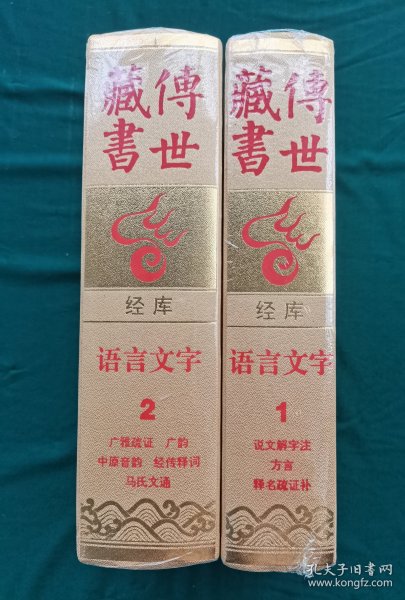 傳世
藏書
经库
语言文字
2
广雅疏证 广韵
中原音韵 经传释词
马氏文通
傳世
藏書
经库
语言文字
1
说文解字注
方言
释名疏证补
孔夫子旧书网
www.kongfz.com